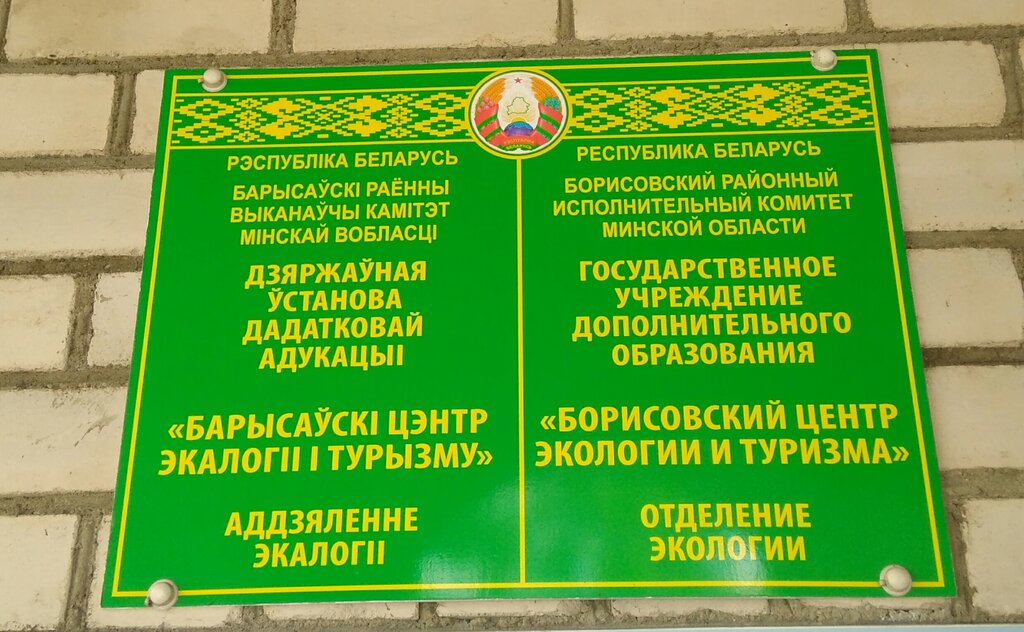 РЭСПУБЛІКА БЕЛАРУСЬ
БАРЫСАЎСКІ РАЁННЫ
ВЫКАНАЎЧЫ КАМІТЭТ
МІНСКАЙ ВОБЛАСЦІ
ДЗЯРЖАЎНАЯ
ЎСТАНОВА
ДАДАТКОВАЙ
АДУКАЦЫІ
«БАРЫСАЎСКІ ЦЭНТР
ЭКАЛОГІІ І ТУРЫЗМУ»
АДДЗЯЛЕННЕ
ЭКАЛОГІІ
РЕСПУБЛИКА БЕЛАРУСЬ
БОРИСОВСКИЙ РАЙОННЫЙ
ИСПОЛНИТЕЛЬНЫЙ КОМИТЕТ
МИНСКОЙ ОБЛАСТИ
ГОСУДАРСТВЕННОЕ
УЧРЕЖДЕНИЕ
ДОПОЛНИТЕЛЬНОГО
ОБРАЗОВАНИЯ
«БОРИСОВСКИЙ ЦЕНТР
ЭКОЛОГИИ И ТУРИЗМА»
ОТДЕЛЕНИЕ
ЭКОЛОГИИ